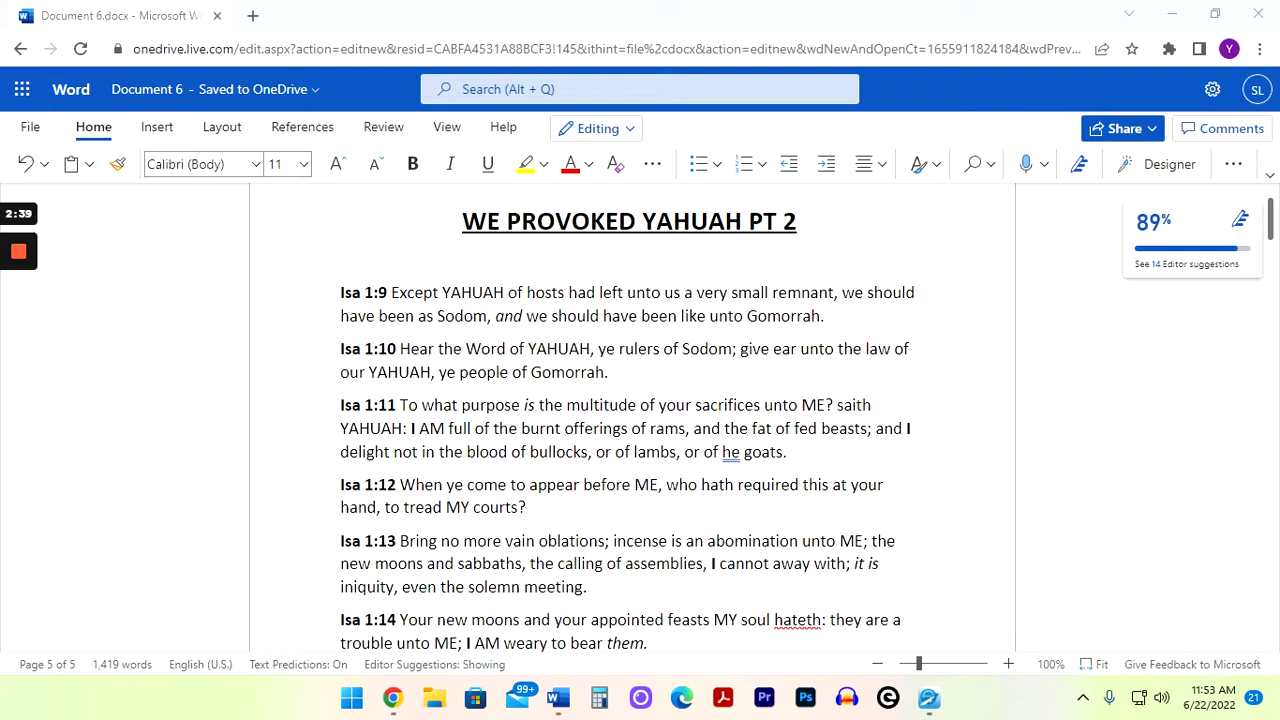 Document 6.docx - Microsoft W
onedrive.live.com/edit.aspx?action=editnew&resid=CABFA4531A88BCF3!145&ithint=file%2cdocx&action=editnew&wdNewAndOpenCt=1655911824184&wdPrev...
Y
Word
Document 6 - Saved to OneDrive
Search (Alt + Q)
SL
File Home Insert Layout References Review View Help Editing Share Comments
Calibri (Body) 11 A A B I U A A Designer
2:39
WE PROVOKED YAHUAH PT 2
89%
See 14 Editor suggestions
Isa 1:9 Except YAHUAH of hosts had left unto us a very small remnant, we should
have been as Sodom, and we should have been like unto Gomorrah.
Isa 1:10 Hear the Word of YAHUAH, ye rulers of Sodom; give ear unto the law of
our YAHUAH, ye people of Gomorrah.
Isa 1:11 To what purpose is the multitude of your sacrifices unto ME? saith
YAHUAH: I AM full of the burnt offerings of rams, and the fat of fed beasts; and I
delight not in the blood of bullocks, or of lambs, or of he goats.
Isa 1:12 When ye come to appear before ME, who hath required this at your
hand, to tread MY courts?
Isa 1:13 Bring no more vain oblations; incense is an abomination unto ME; the
new moons and sabbaths, the calling of assemblies, I cannot away with; it is
iniquity, even the solemn meeting.
Isa 1:14 Your new moons and your appointed feasts MY soul hateth: they are a
trouble unto ME; I AM weary to bear them.
Page 5 of 5 1,419 words English (U.S.) Text Predictions: On Editor Suggestions: Showing 100% Fit Give Feedback to Microsoft
99+ Pr Ps
11:53 AM
6/22/2022
21